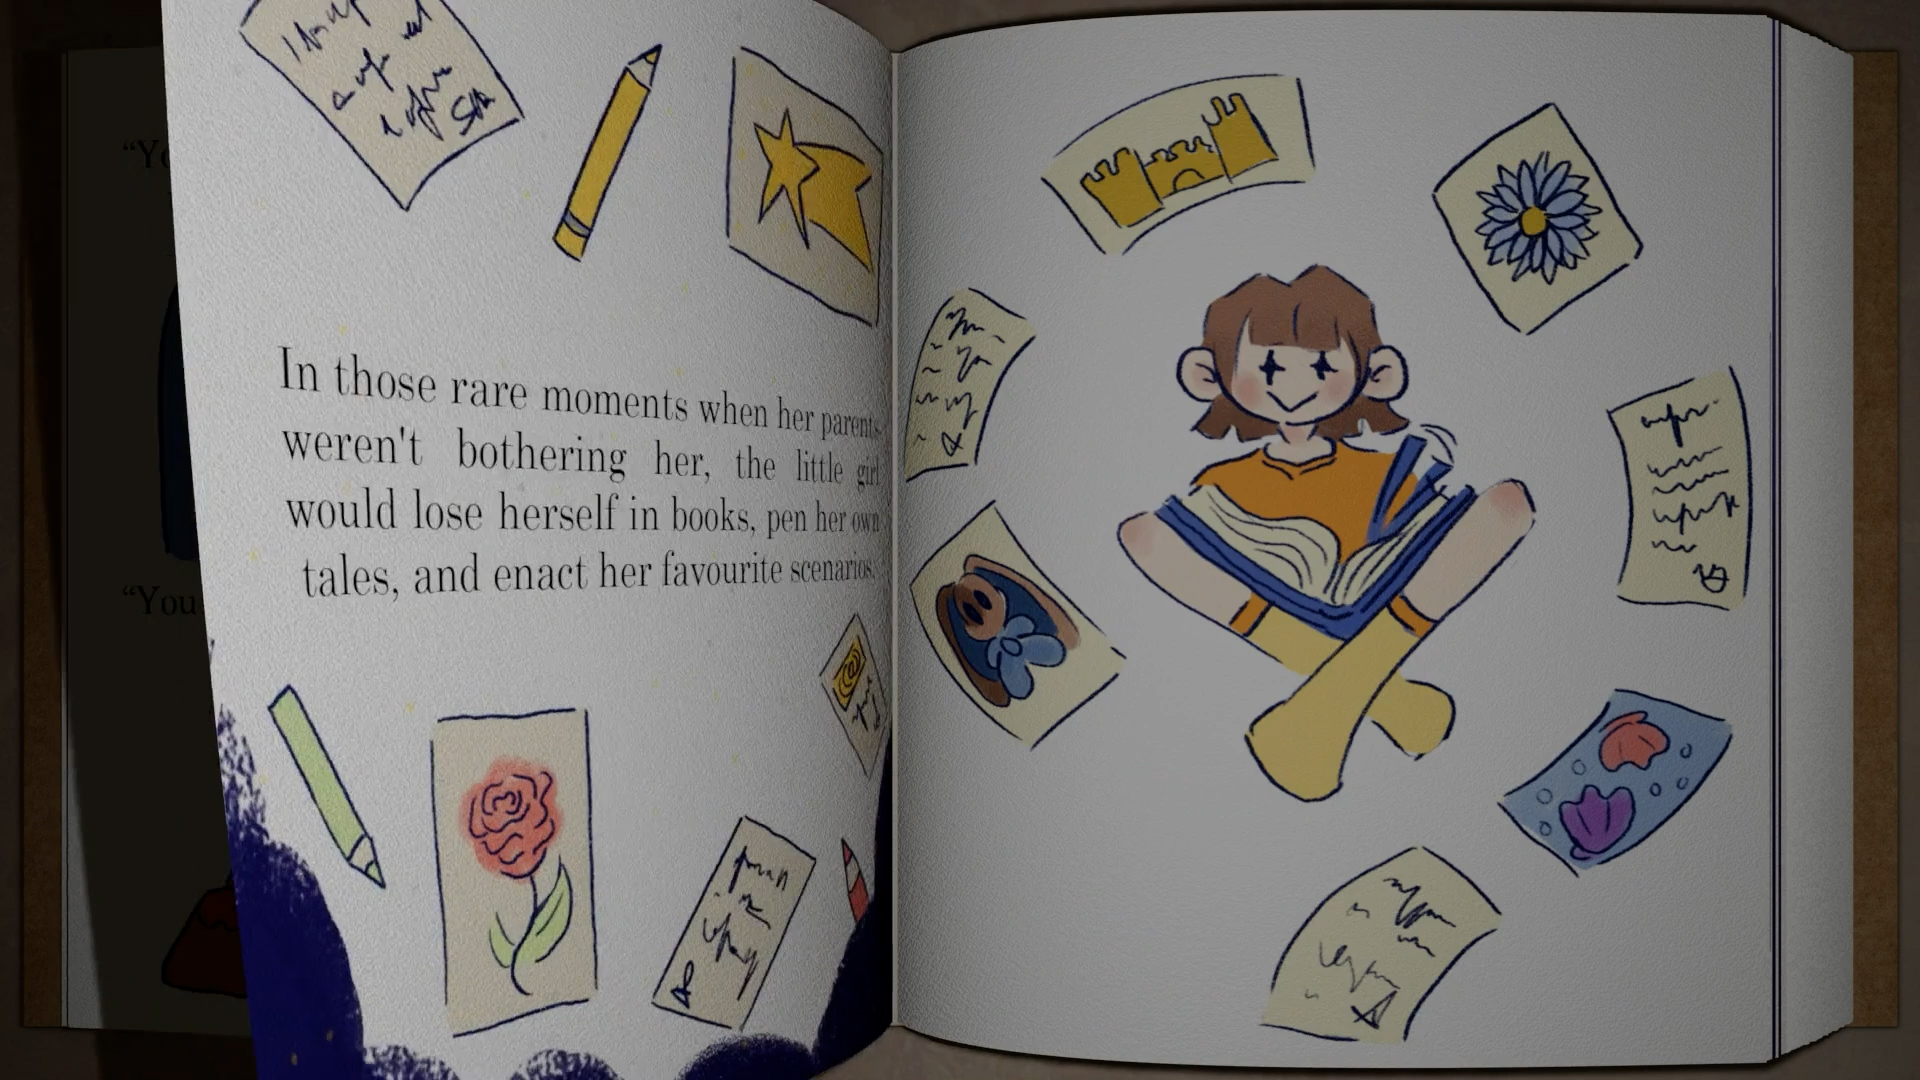 “Yo
“You
In those rare moments when her parents
weren't bothering her, the little girl
would lose herself in books, pen her own
tales, and enact her favourite scenarios.